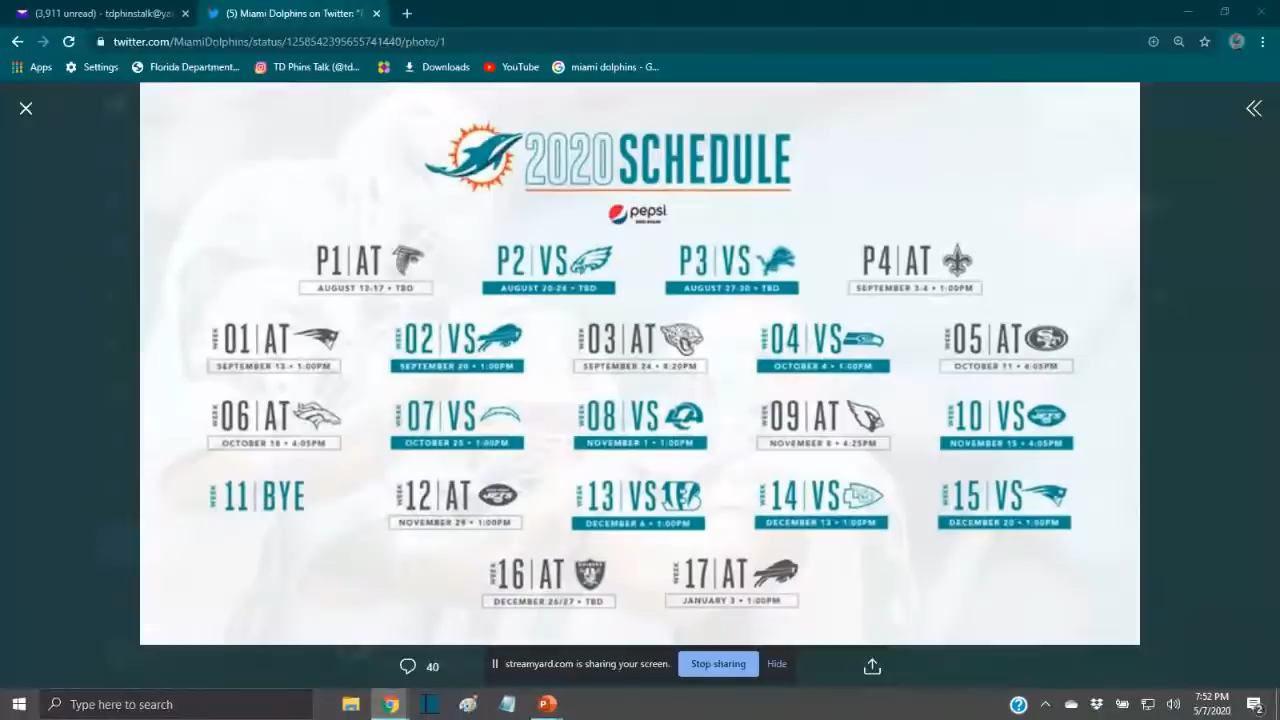 (3,911 unread) - tdphinstalk@ya
(5) Miami Dolphins on Twitter: "
twitter.com/MiamiDolphins/status/1258542395655741440/photo/1
Apps Settings Florida Department... TD Phins Talk (@td... Downloads YouTube miami dolphins - G...
2020 SCHEDULE
pepsi
P1 | AT
AUGUST 13-17 • TBD
P2 | VS
AUGUST 20-24 • TBD
P3 | VS
AUGUST 27-30 • TBD
P4 | AT
SEPTEMBER 3-4 • 1:00PM
WEEK 01 | AT
SEPTEMBER 13 • 1:00PM
WEEK 02 | VS
SEPTEMBER 20 • 1:00PM
WEEK 03 | AT
SEPTEMBER 24 • 8:20PM
WEEK 04 | VS
OCTOBER 4 • 1:00PM
WEEK 05 | AT
OCTOBER 11 • 4:05PM
WEEK 06 | AT
OCTOBER 18 • 4:05PM
WEEK 07 | VS
OCTOBER 25 • 1:00PM
WEEK 08 | VS
NOVEMBER 1 • 1:00PM
WEEK 09 | AT
NOVEMBER 8 • 4:25PM
WEEK 10 | VS JETS
NOVEMBER 15 • 4:05PM
WEEK 11 | BYE
WEEK 12 | AT JETS
NOVEMBER 29 • 1:00PM
WEEK 13 | VS
DECEMBER 6 • 1:00PM
WEEK 14 | VS
DECEMBER 13 • 1:00PM
WEEK 15 | VS
DECEMBER 20 • 1:00PM
WEEK 16 | AT RAIDERS
DECEMBER 26/27 • TBD
WEEK 17 | AT
JANUARY 3 • 1:00PM
40
streamyard.com is sharing your screen. Stop sharing Hide
Type here to search
7:52 PM
5/7/2020
2